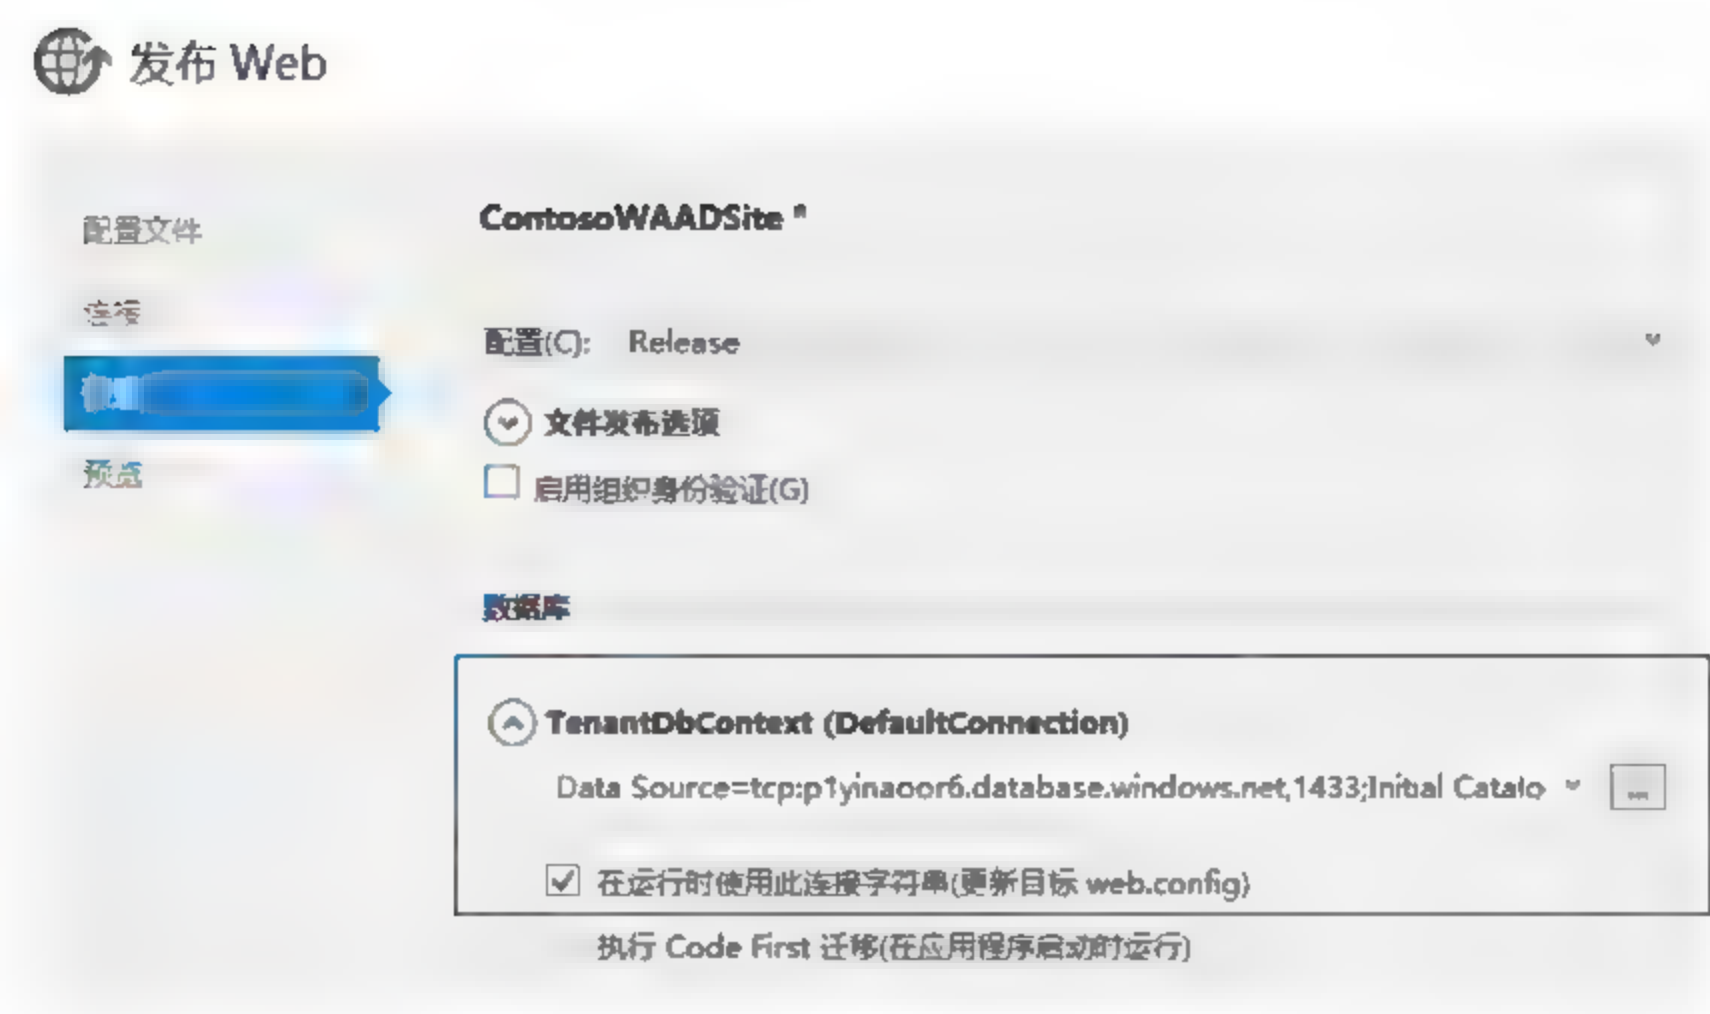 发布 Web
配置文件
连接
预览
ContosoWAADSite *
配置(C): Release
文件发布选项
启用组织身份验证(G)
数据库
TenantDbContext (DefaultConnection)
Data Source=tcp:p1yinaoor6.database.windows.net,1433;Initial Catalo
在运行时使用此连接字符串(更新目标 web.config)
执行 Code First 迁移(在应用程序启动时运行)